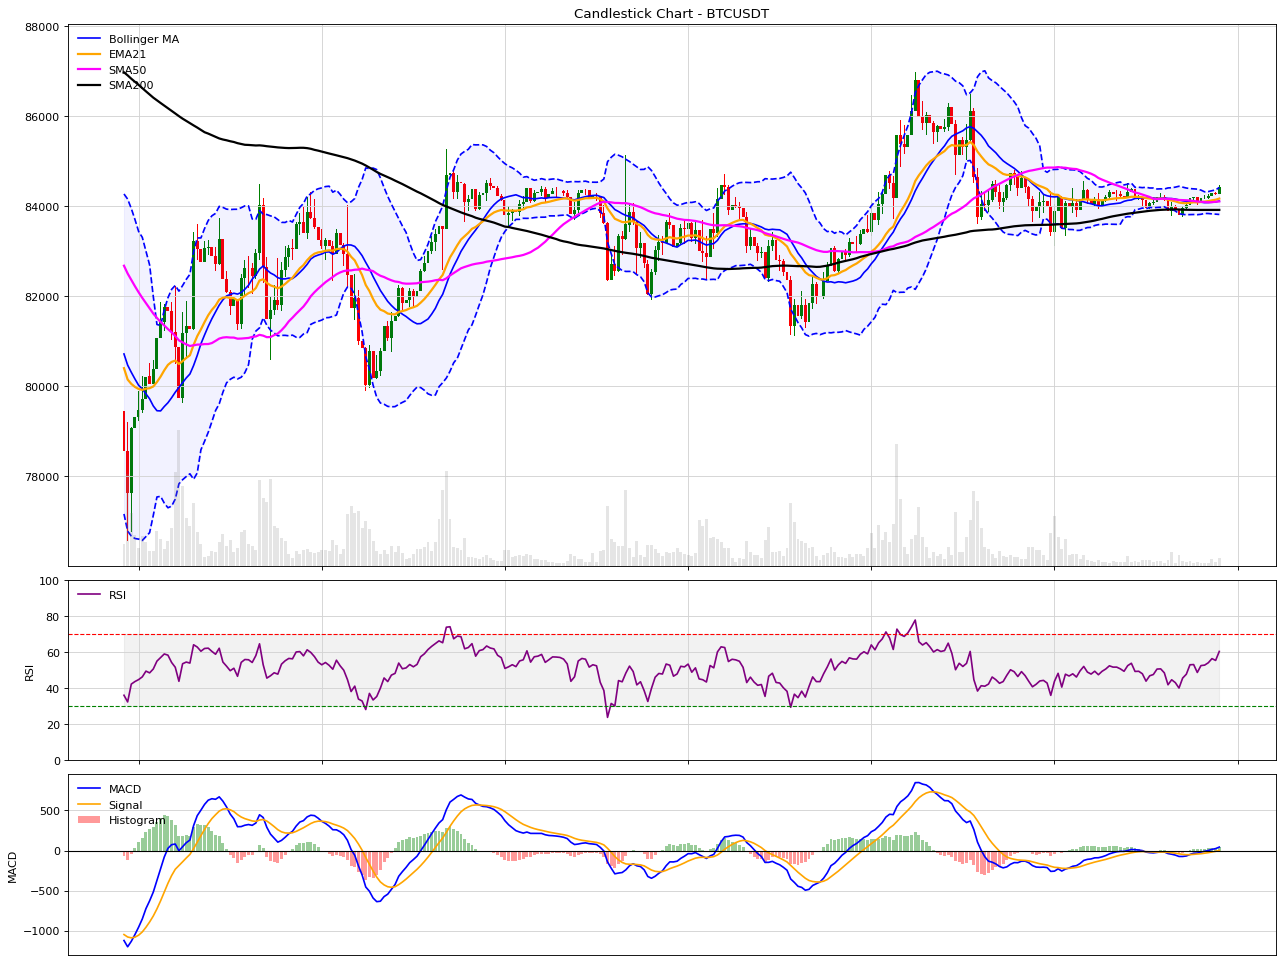 Candlestick Chart - BTCUSDT
88000
86000
84000
82000
80000
78000
Bollinger MA
EMA21
SMA50
SMA200
100
80
60
40
20
0
RSI
RSI
500
0
−500
−1000
MACD
MACD
Signal
Histogram